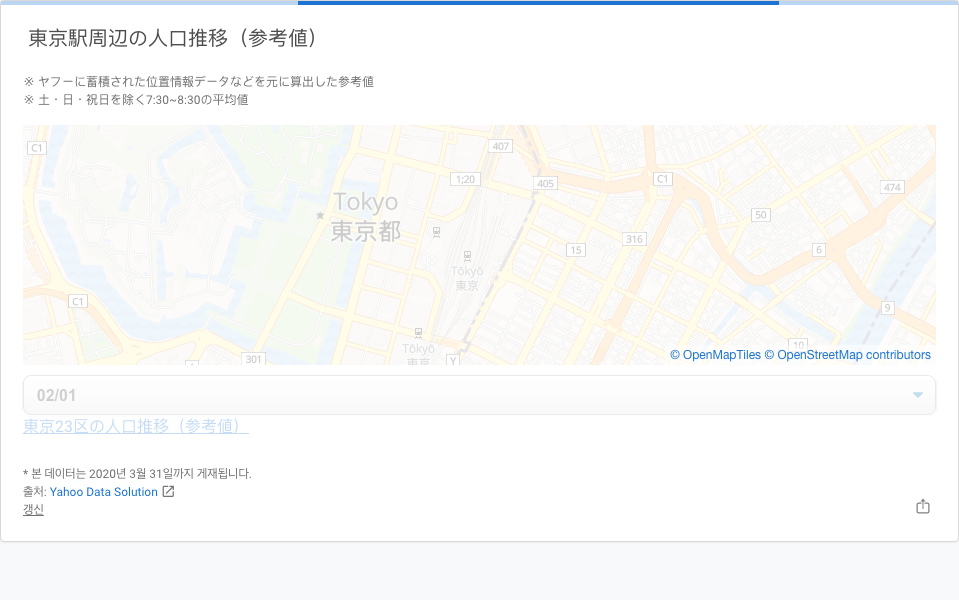 東京駅周辺の人口推移（参考値）
※ ヤフーに蓄積された位置情報データなどを元に算出した参考値
※ 土・日・祝日を除く7:30~8:30の平均値
C1
407
1;20
405
C1
474
Tokyo
東京都
50
316
15
6
Tōkyō
東京
C1
9
Tōkyō
東京
301
Y
10
© OpenMapTiles © OpenStreetMap contributors
02/01
東京23区の人口推移（参考値）
* 본 데이터는 2020년 3월 31일까지 게재됩니다.
출처: Yahoo Data Solution
갱신